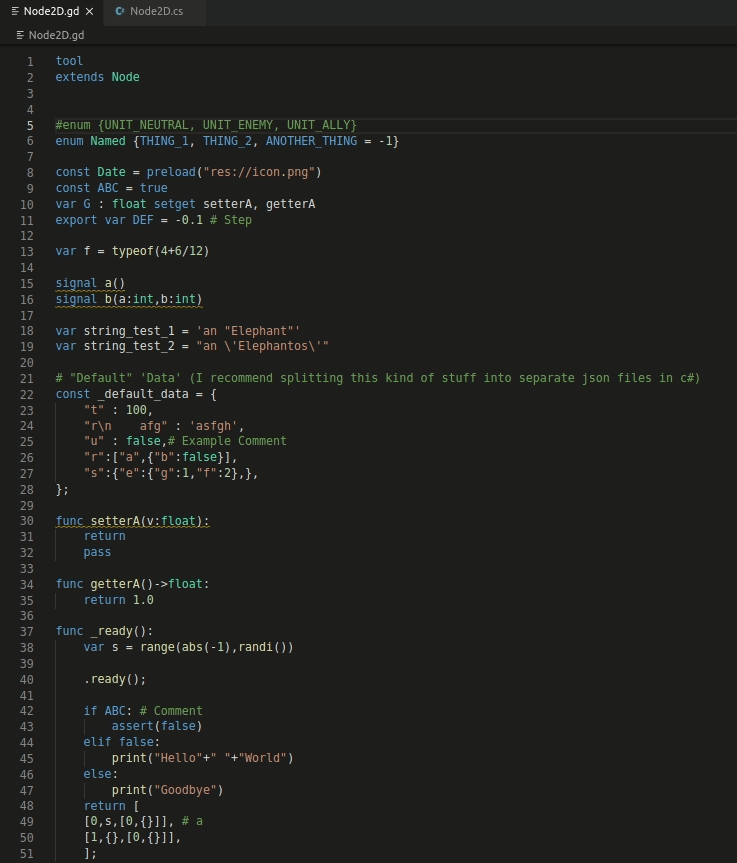 Node2D.gd × Node2D.cs
Node2D.gd
1 tool
2 extends Node
3
4
5 #enum {UNIT_NEUTRAL, UNIT_ENEMY, UNIT_ALLY}
6 enum Named {THING_1, THING_2, ANOTHER_THING = -1}
7
8 const Date = preload("res://icon.png")
9 const ABC = true
10 var G : float setget setterA, getterA
11 export var DEF = -0.1 # Step
12
13 var f = typeof(4+6/12)
14
15 signal a()
16 signal b(a:int,b:int)
17
18 var string_test_1 = 'an "Elephant"'
19 var string_test_2 = "an \'Elephantos\'"
20
21 # "Default" 'Data' (I recommend splitting this kind of stuff into separate json files in c#)
22 const _default_data = {
23     "t" : 100,
24     "r\n    afg" : 'asfgh',
25     "u" : false,# Example Comment
26     "r":["a",{"b":false}],
27     "s":{"e":{"g":1,"f":2},},
28 };
29
30 func setterA(v:float):
31     return
32     pass
33
34 func getterA()->float:
35     return 1.0
36
37 func _ready():
38     var s = range(abs(-1),randi())
39
40     .ready();
41
42     if ABC: # Comment
43         assert(false)
44     elif false:
45         print("Hello"+" "+"World")
46     else:
47         print("Goodbye")
48     return [
49     [0,s,[0,{}]], # a
50     [1,{},[0,{}]],
51     ];